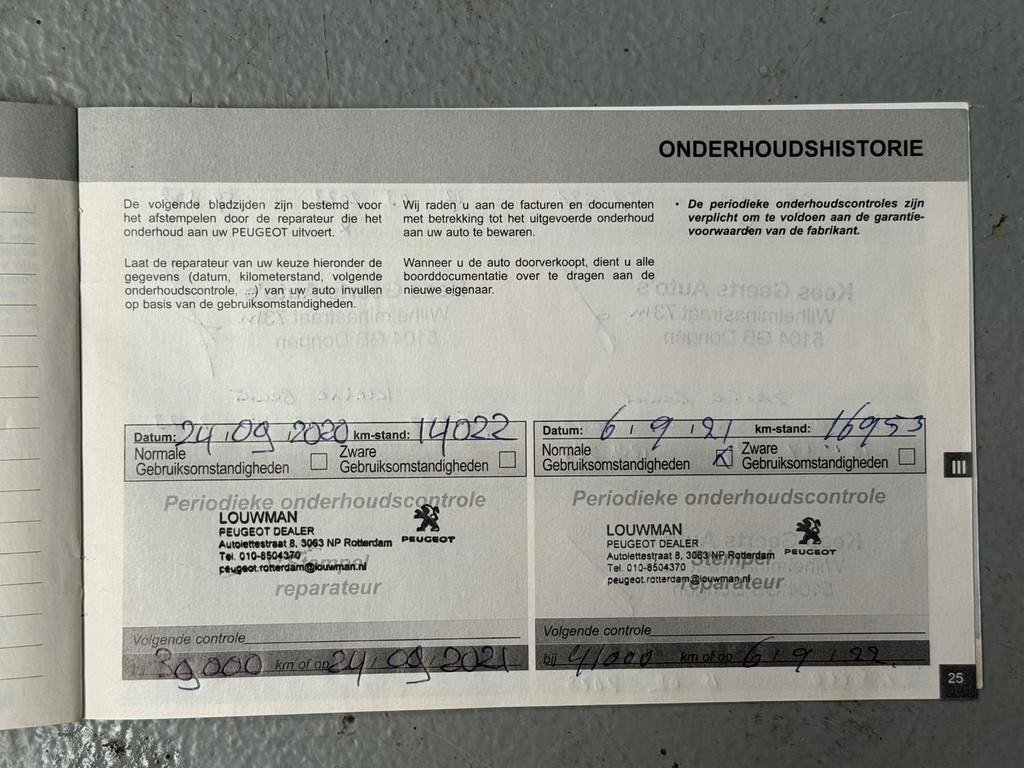 ONDERHOUDSHISTORIE
De volgende bladzijden zijn bestemd voor
het afstempelen door de reparateur die het
onderhoud aan uw PEUGEOT uitvoert.
Laat de reparateur van uw keuze hieronder de
gegevens (datum, kilometerstand, volgende
onderhoudscontrole, ...) van uw auto invullen
op basis van de gebruiksomstandigheden.
Wij raden u aan de facturen en documenten
met betrekking tot het uitgevoerde onderhoud
aan uw auto te bewaren.
Wanneer u de auto doorverkoopt, dient u alle
boorddocumentatie over te dragen aan de
nieuwe eigenaar.
• De periodieke onderhoudscontroles zijn
verplicht om te voldoen aan de garantie-
voorwaarden van de fabrikant.
Datum: 24 09 2020 km-stand: 14022
Normale
Gebruiksomstandigheden
Zware
Gebruiksomstandigheden
Periodieke onderhoudscontrole
LOUWMAN
PEUGEOT DEALER
Autolettestraat 8, 3063 NP Rotterdam
Tel. 010-8504370
peugeot.rotterdam@louwman.nl
PEUGEOT
reparateur
Volgende controle
39000 km of op 24 09 2021
Datum: 6 9 21 km-stand: 16953
Normale
Gebruiksomstandigheden
Zware
Gebruiksomstandigheden
Periodieke onderhoudscontrole
LOUWMAN
PEUGEOT DEALER
Autolettestraat 8, 3063 NP Rotterdam
Tel. 010-8504370
peugeot.rotterdam@louwman.nl
PEUGEOT
Stempel
reparateur
Volgende controle
bij 41000 km of op 6 9 22
III
25